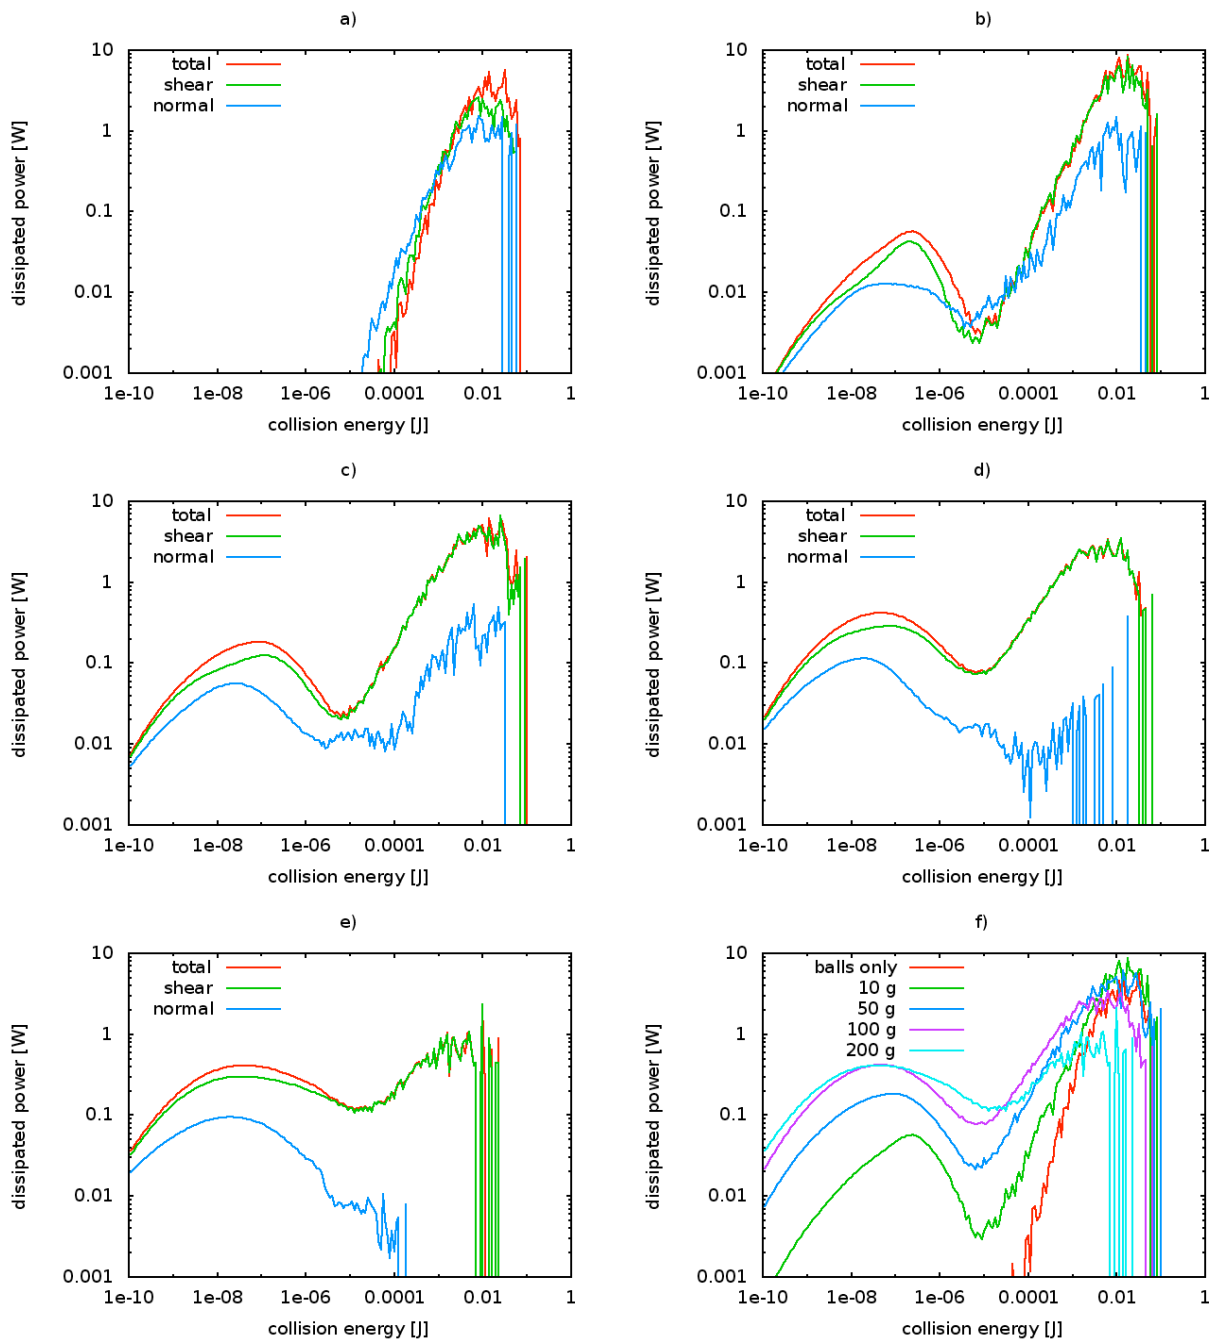 a)
dissipated power [W]
10
1
0.1
0.01
0.001
total
shear
normal
1e-10
1e-08
1e-06
0.0001
0.01
1
collision energy [J]
b)
dissipated power [W]
10
1
0.1
0.01
0.001
total
shear
normal
1e-10
1e-08
1e-06
0.0001
0.01
1
collision energy [J]
c)
dissipated power [W]
10
1
0.1
0.01
0.001
total
shear
normal
1e-10
1e-08
1e-06
0.0001
0.01
1
collision energy [J]
d)
dissipated power [W]
10
1
0.1
0.01
0.001
total
shear
normal
1e-10
1e-08
1e-06
0.0001
0.01
1
collision energy [J]
e)
dissipated power [W]
10
1
0.1
0.01
0.001
total
shear
normal
1e-10
1e-08
1e-06
0.0001
0.01
1
collision energy [J]
f)
dissipated power [W]
10
1
0.1
0.01
0.001
balls only
10 g
50 g
100 g
200 g
1e-10
1e-08
1e-06
0.0001
0.01
1
collision energy [J]